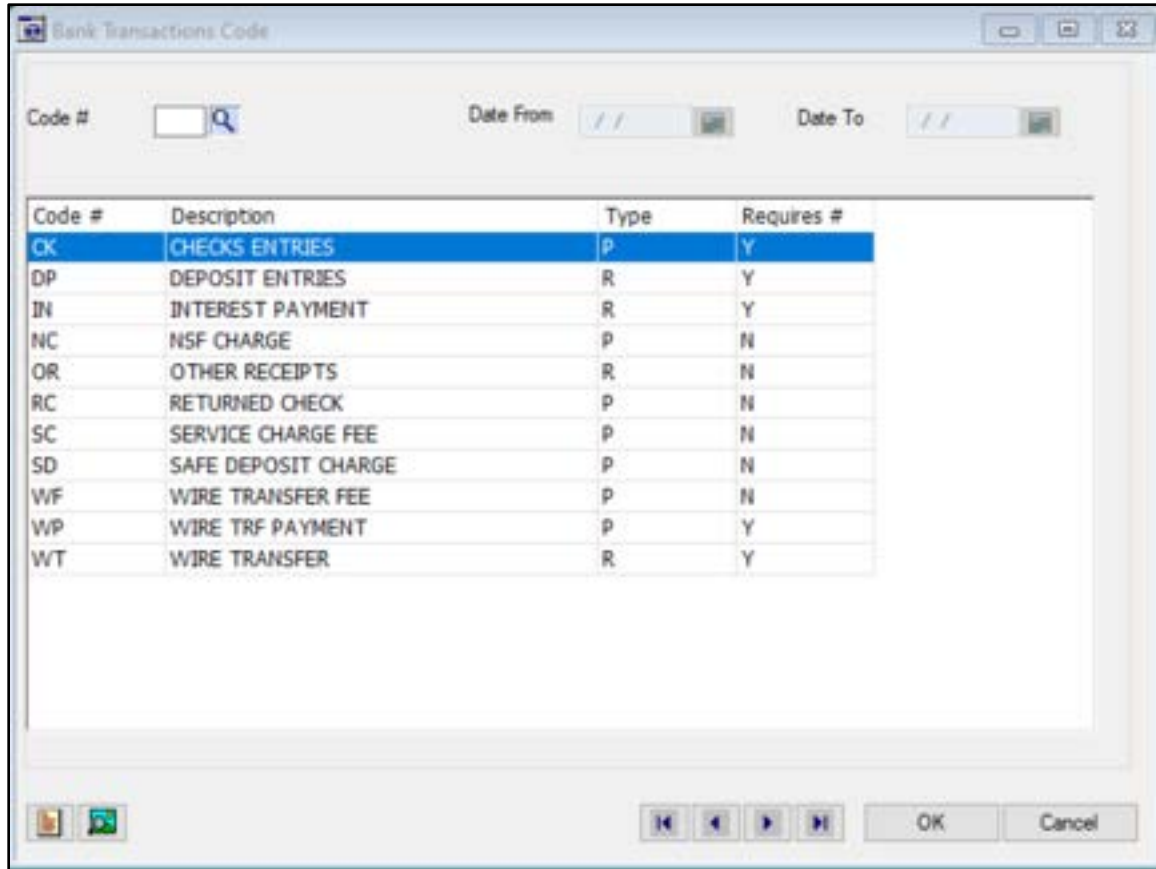 Bank Transactions Code
Code # Date From / / Date To / /
Code # Description Type Requires #
CK CHECKS ENTRIES P Y
DP DEPOSIT ENTRIES R Y
IN INTEREST PAYMENT R Y
NC NSF CHARGE P N
OR OTHER RECEIPTS R N
RC RETURNED CHECK P N
SC SERVICE CHARGE FEE P N
SD SAFE DEPOSIT CHARGE P N
WF WIRE TRANSFER FEE P N
WP WIRE TRF PAYMENT P Y
WT WIRE TRANSFER R Y
OK Cancel